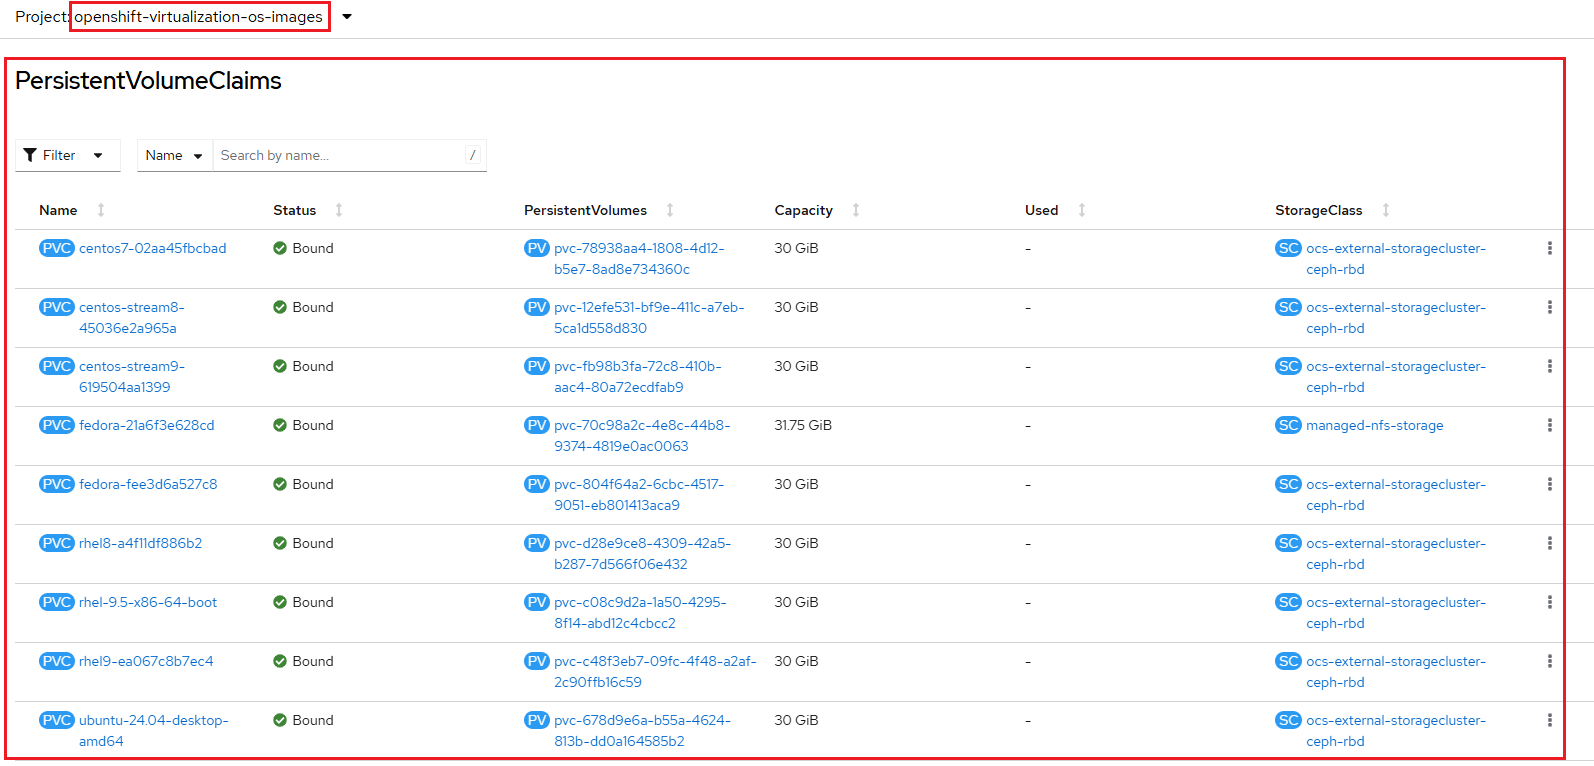 Project: openshift-virtualization-os-images
PersistentVolumeClaims
Filter Name Search by name... /
Name Status PersistentVolumes Capacity Used StorageClass
PVC centos7-02aa45fbcbad Bound PV pvc-78938aa4-1808-4d12- 30 GiB - SC ocs-external-storagecluster-
b5e7-8ad8e734360c ceph-rbd
PVC centos-stream8- Bound PV pvc-12efe531-bf9e-411c-a7eb- 30 GiB - SC ocs-external-storagecluster-
45036e2a965a 5ca1d558d830 ceph-rbd
PVC centos-stream9- Bound PV pvc-fb98b3fa-72c8-410b- 30 GiB - SC ocs-external-storagecluster-
619504aa1399 aac4-80a72ecdfab9 ceph-rbd
PVC fedora-21a6f3e628cd Bound PV pvc-70c98a2c-4e8c-44b8- 31.75 GiB - SC managed-nfs-storage
9374-4819e0ac0063
PVC fedora-fee3d6a527c8 Bound PV pvc-804f64a2-6cbc-4517- 30 GiB - SC ocs-external-storagecluster-
9051-eb801413aca9 ceph-rbd
PVC rhel8-a4f11df886b2 Bound PV pvc-d28e9ce8-4309-42a5- 30 GiB - SC ocs-external-storagecluster-
b287-7d566f06e432 ceph-rbd
PVC rhel-9.5-x86-64-boot Bound PV pvc-c08c9d2a-1a50-4295- 30 GiB - SC ocs-external-storagecluster-
8f14-abd12c4cbcc2 ceph-rbd
PVC rhel9-ea067c8b7ec4 Bound PV pvc-c48f3eb7-09fc-4f48-a2af- 30 GiB - SC ocs-external-storagecluster-
2c90ffb16c59 ceph-rbd
PVC ubuntu-24.04-desktop- Bound PV pvc-678d9e6a-b55a-4624- 30 GiB - SC ocs-external-storagecluster-
amd64 813b-dd0a164585b2 ceph-rbd